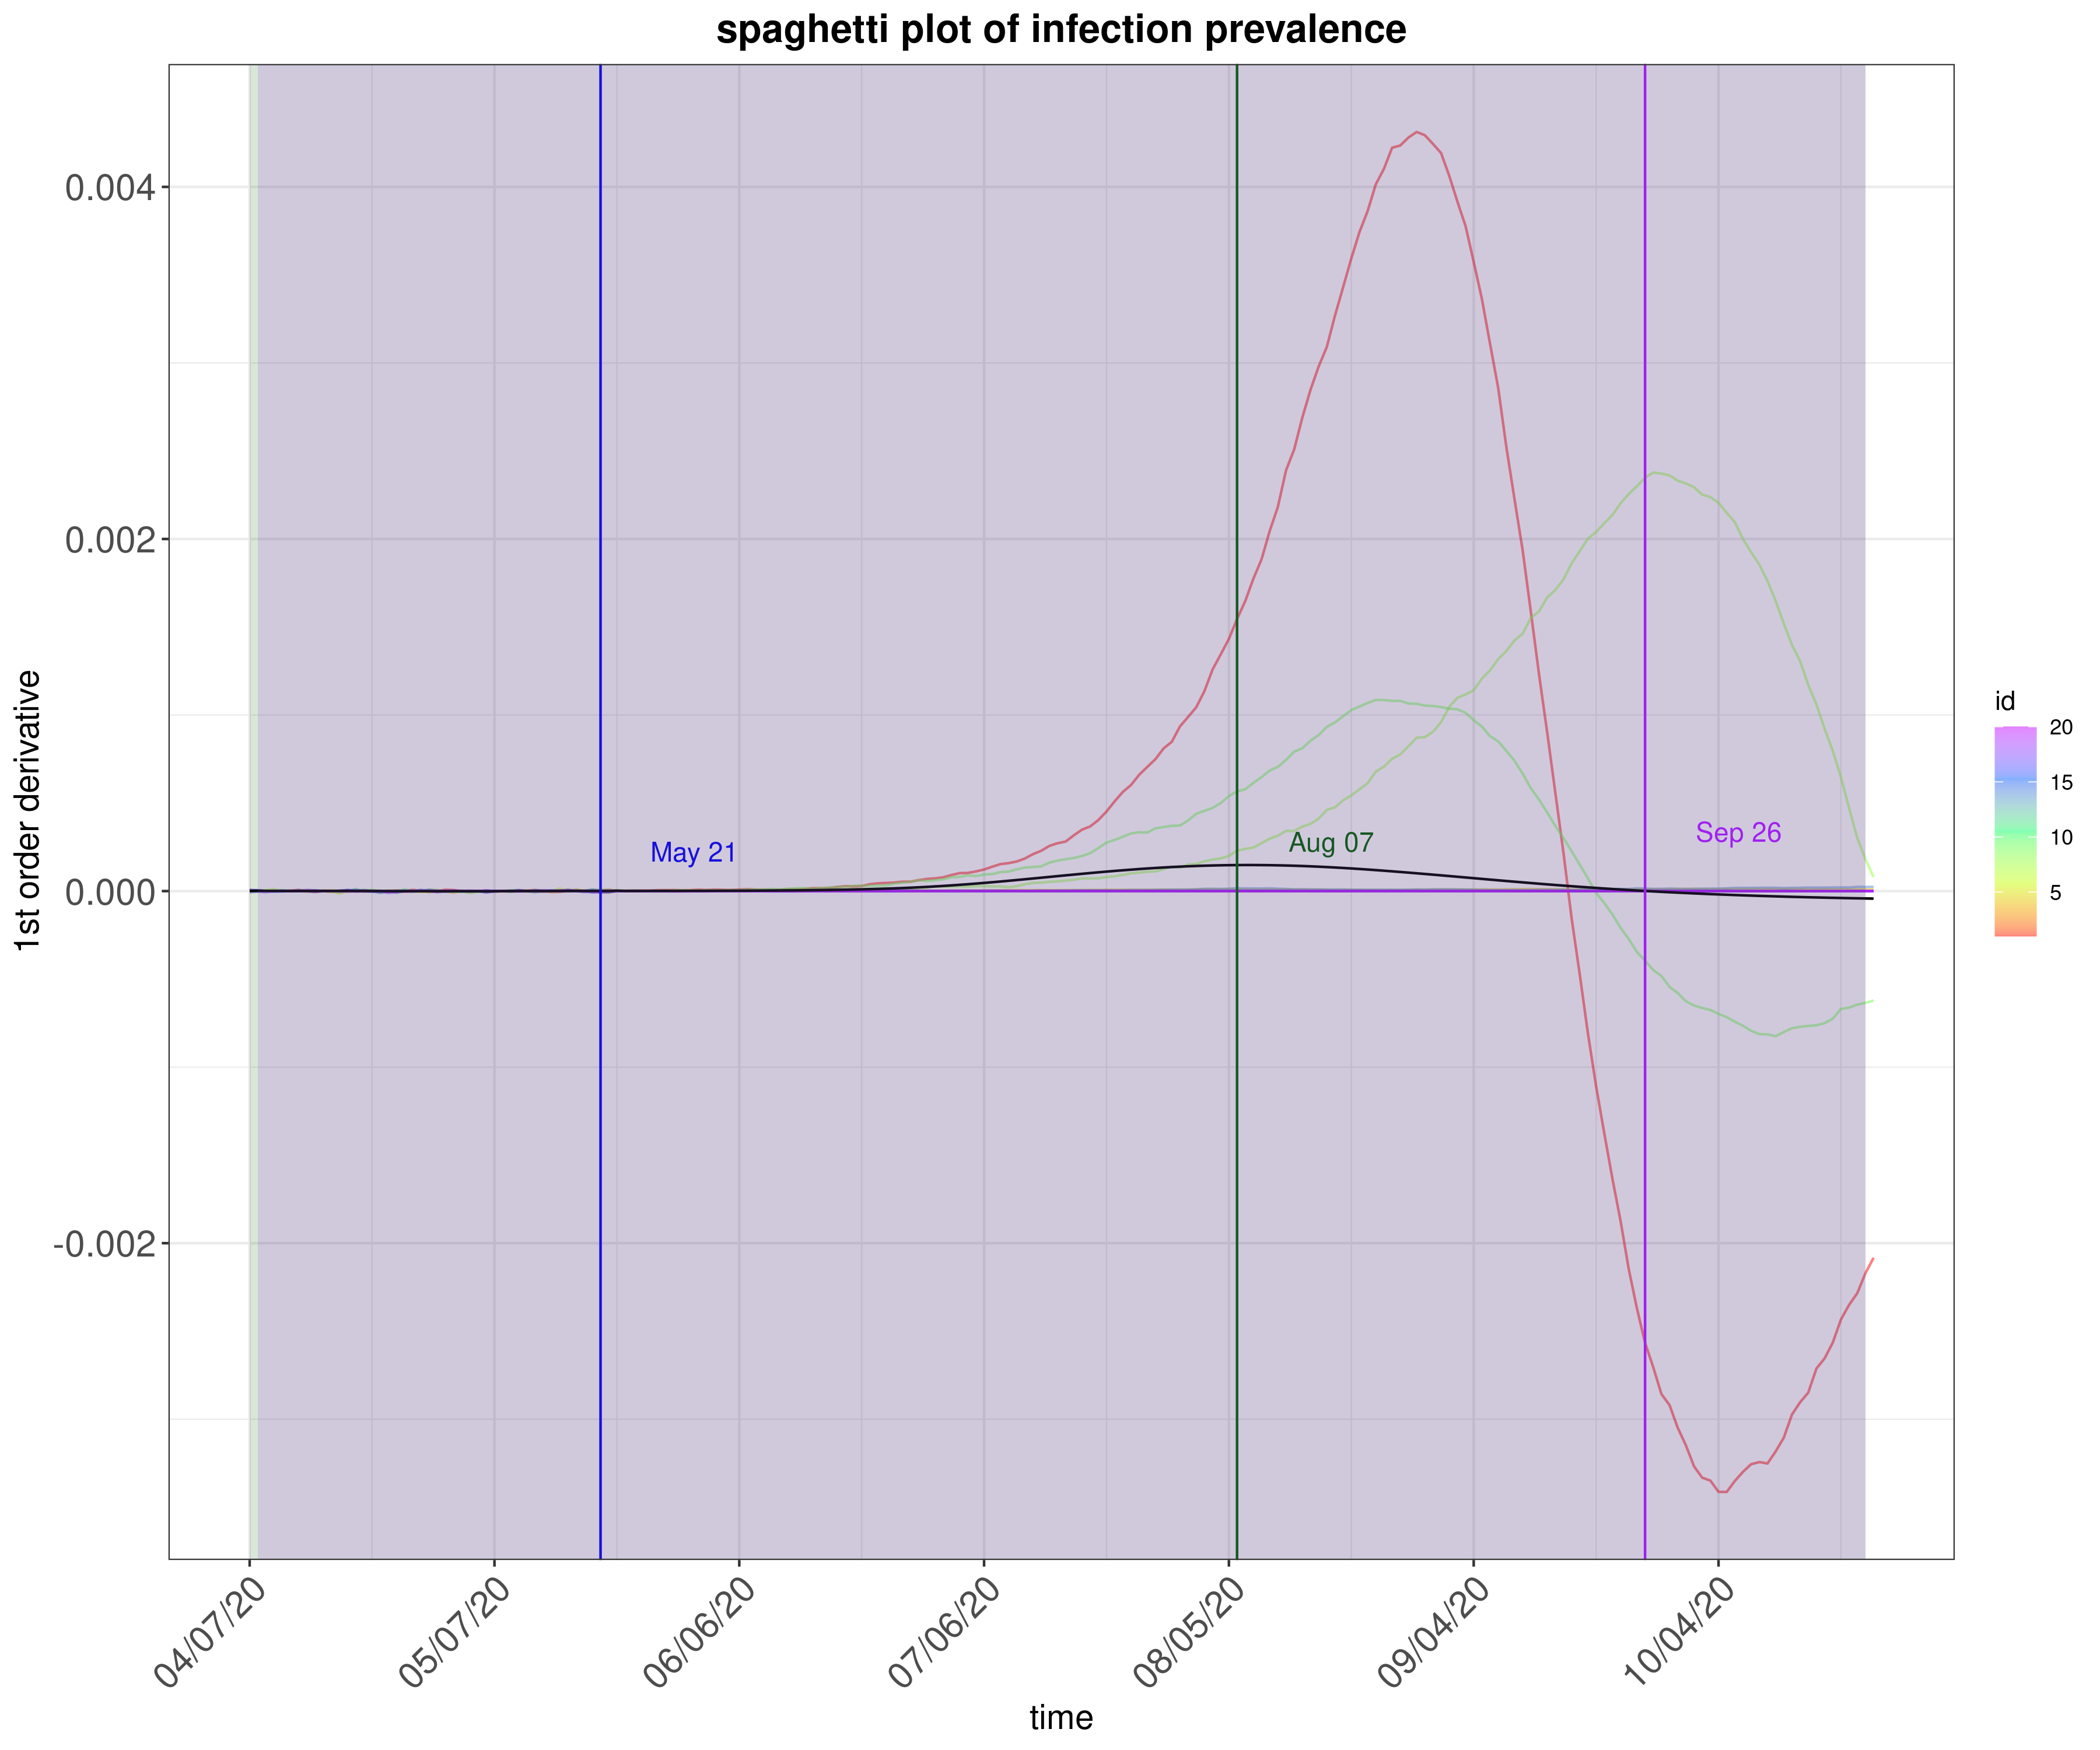 spaghetti plot of infection prevalence
0.004
0.002
0.000
-0.002
1st order derivative
May 21
Aug 07
Sep 26
id
20
15
10
5
04/07/20
05/07/20
06/06/20
07/06/20
08/05/20
09/04/20
10/04/20
time